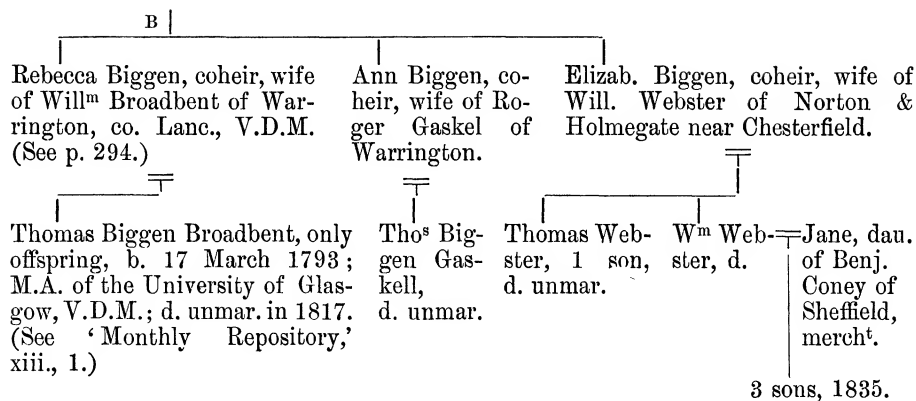 B
Rebecca Biggen, coheir, wife
of Willᵐ Broadbent of War-
rington, co. Lanc., V.D.M.
(See p. 294.)
Ann Biggen, co-
heir, wife of Ro-
ger Gaskel of
Warrington.
Elizab. Biggen, coheir, wife of
Will. Webster of Norton &
Holmegate near Chesterfield.
Thomas Biggen Broadbent, only
offspring, b. 17 March 1793;
M.A. of the University of Glas-
gow, V.D.M.; d. unmar. in 1817.
(See ‘Monthly Repository,’
xiii., 1.)
Thoˢ Big-
gen Gas-
kell,
d. unmar.
Thomas Web-
ster, 1 son,
d. unmar.
Wᵐ Web-
ster, d.
Jane, dau.
of Benj.
Coney of
Sheffield,
merchᵗ.
3 sons, 1835.